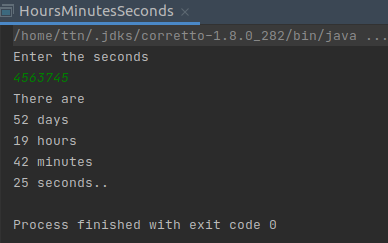 HoursMinutesSeconds ×
/home/ttn/.jdks/corretto-1.8.0_282/bin/java ...
Enter the seconds
4563745
There are
52 days
19 hours
42 minutes
25 seconds..
Process finished with exit code 0